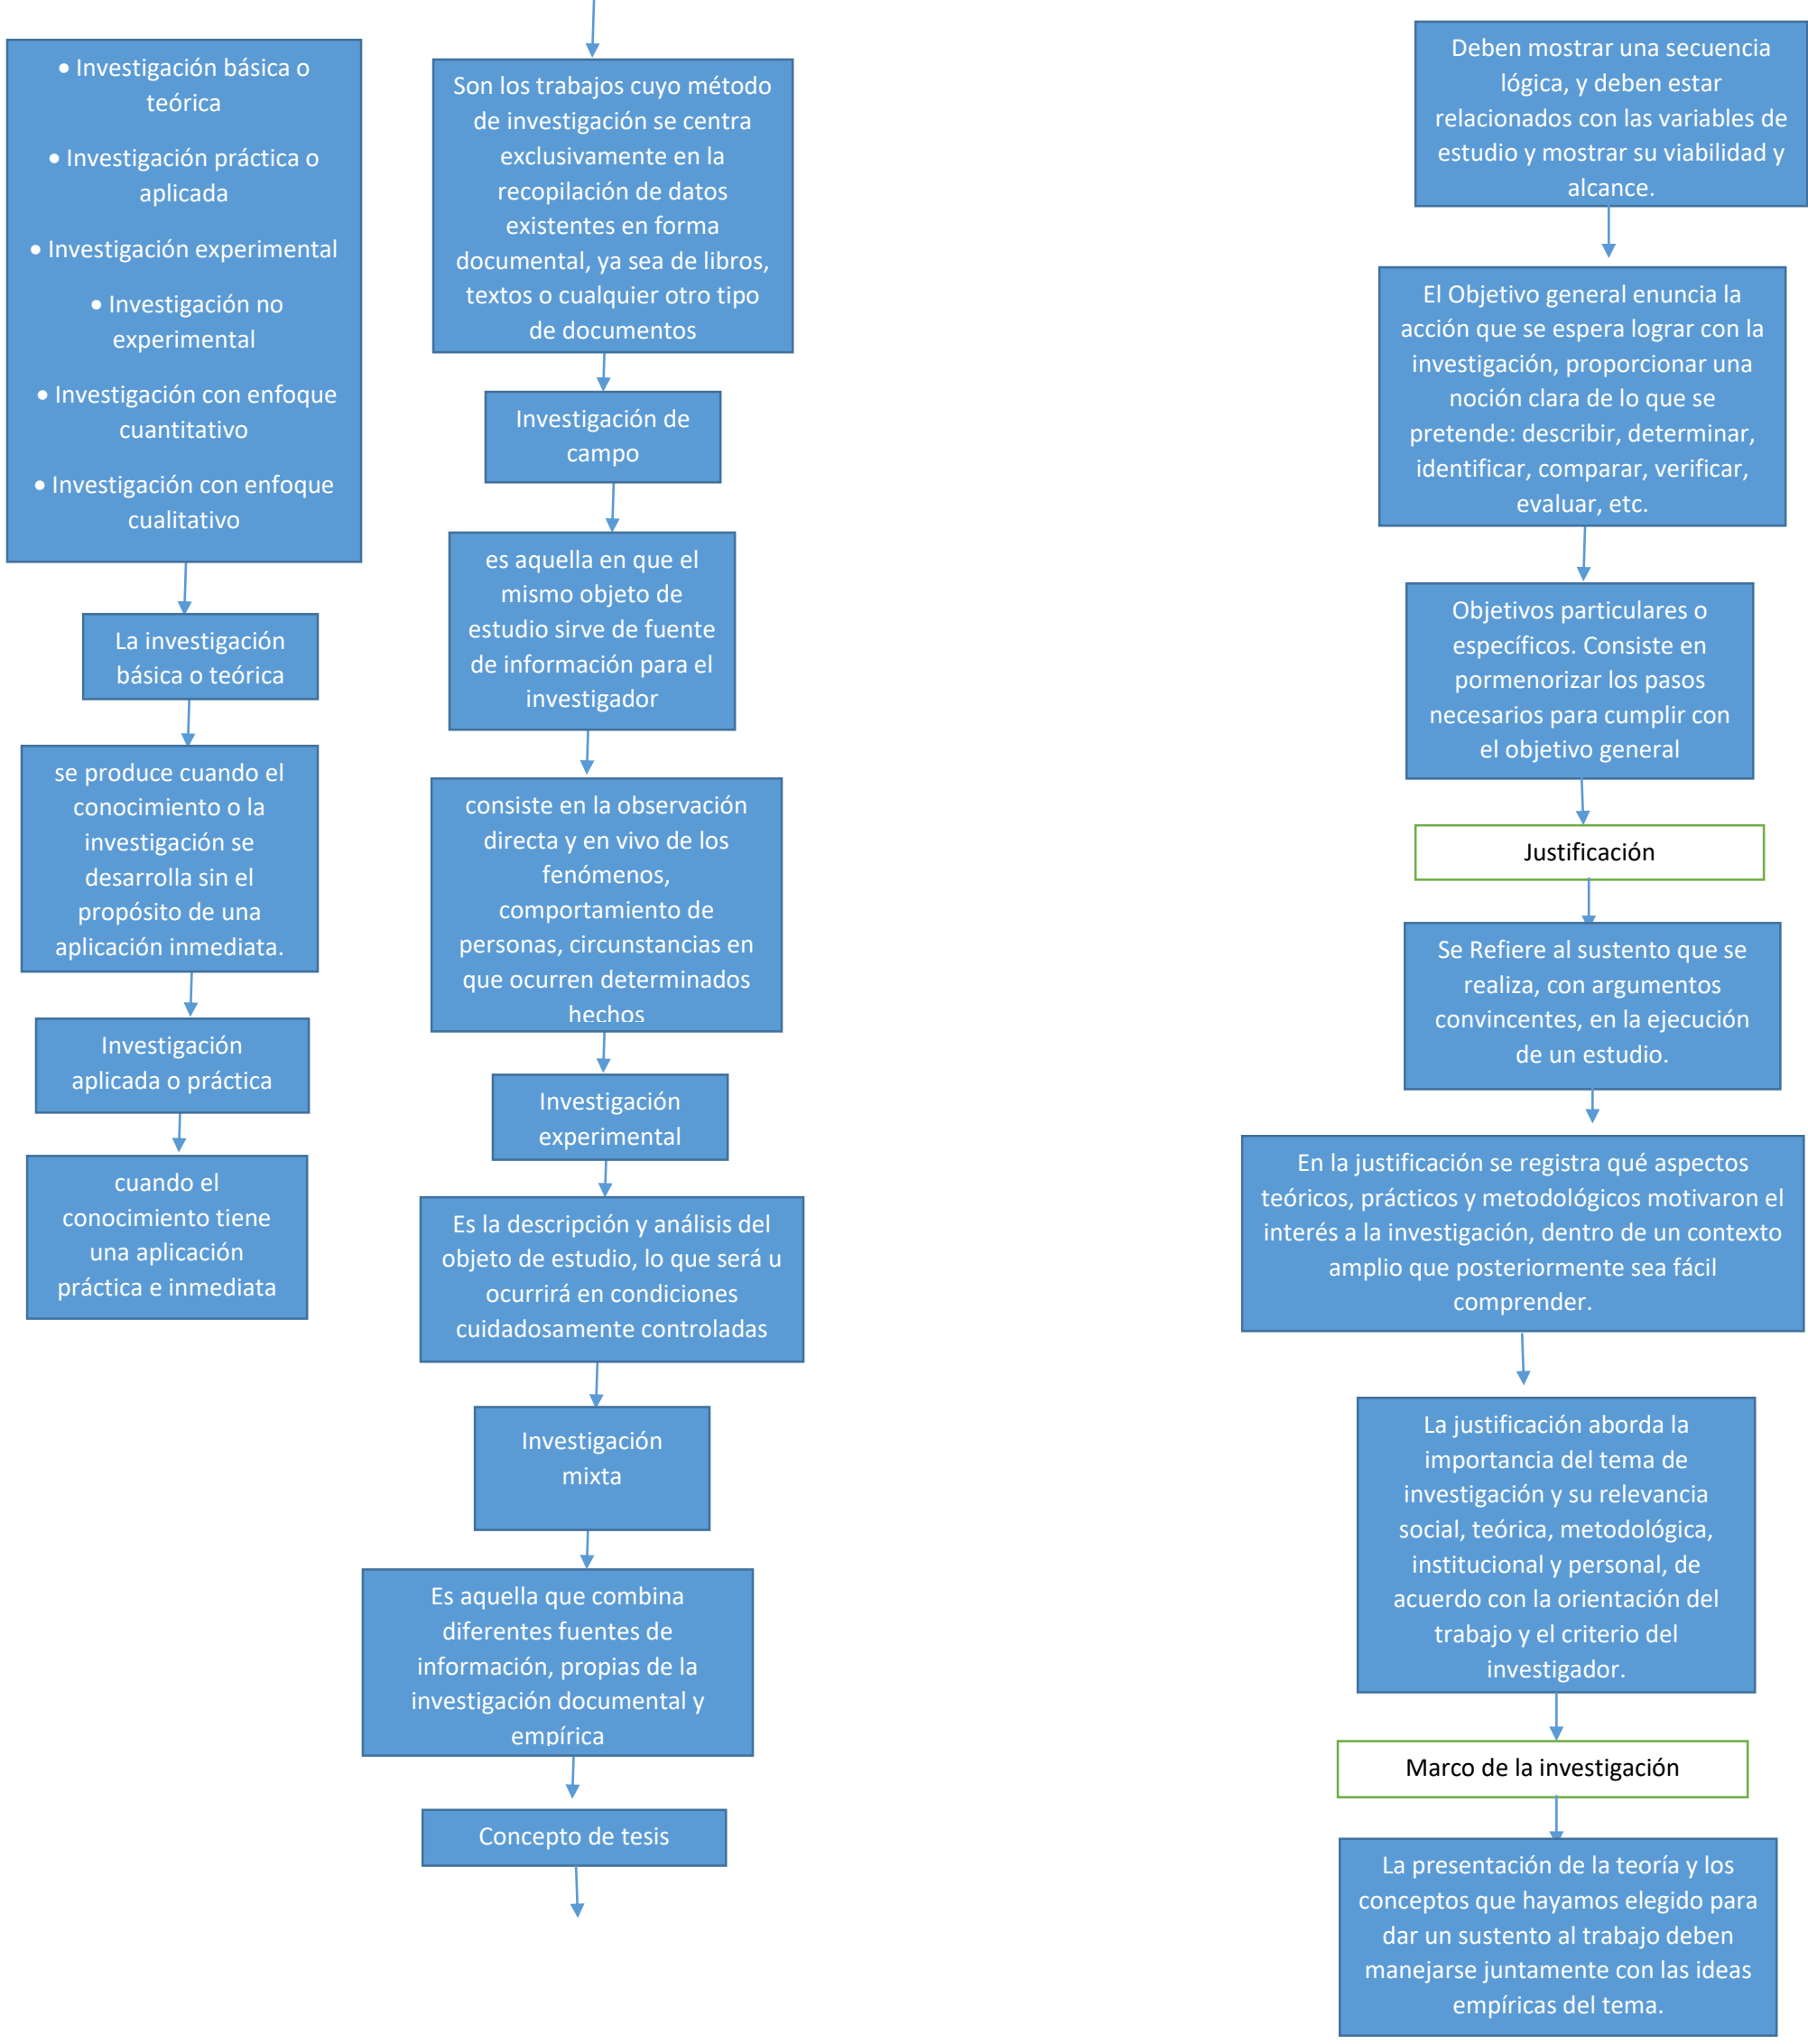 • Investigación básica o
teórica
• Investigación práctica o
aplicada
• Investigación experimental
• Investigación no
experimental
• Investigación con enfoque
cuantitativo
• Investigación con enfoque
cualitativo
La investigación
básica o teórica
se produce cuando el
conocimiento o la
investigación se
desarrolla sin el
propósito de una
aplicación inmediata.
Investigación
aplicada o práctica
cuando el
conocimiento tiene
una aplicación
práctica e inmediata
Son los trabajos cuyo método
de investigación se centra
exclusivamente en la
recopilación de datos
existentes en forma
documental, ya sea de libros,
textos o cualquier otro tipo
de documentos
Investigación de
campo
es aquella en que el
mismo objeto de
estudio sirve de fuente
de información para el
investigador
consiste en la observación
directa y en vivo de los
fenómenos,
comportamiento de
personas, circunstancias en
que ocurren determinados
hechos
Investigación
experimental
Es la descripción y análisis del
objeto de estudio, lo que será u
ocurrirá en condiciones
cuidadosamente controladas
Investigación
mixta
Es aquella que combina
diferentes fuentes de
información, propias de la
investigación documental y
empírica
Concepto de tesis
Deben mostrar una secuencia
lógica, y deben estar
relacionados con las variables de
estudio y mostrar su viabilidad y
alcance.
El Objetivo general enuncia la
acción que se espera lograr con la
investigación, proporcionar una
noción clara de lo que se
pretende: describir, determinar,
identificar, comparar, verificar,
evaluar, etc.
Objetivos particulares o
específicos. Consiste en
pormenorizar los pasos
necesarios para cumplir con
el objetivo general
Justificación
Se Refiere al sustento que se
realiza, con argumentos
convincentes, en la ejecución
de un estudio.
En la justificación se registra qué aspectos
teóricos, prácticos y metodológicos motivaron el
interés a la investigación, dentro de un contexto
amplio que posteriormente sea fácil
comprender.
La justificación aborda la
importancia del tema de
investigación y su relevancia
social, teórica, metodológica,
institucional y personal, de
acuerdo con la orientación del
trabajo y el criterio del
investigador.
Marco de la investigación
La presentación de la teoría y los
conceptos que hayamos elegido para
dar un sustento al trabajo deben
manejarse juntamente con las ideas
empíricas del tema.